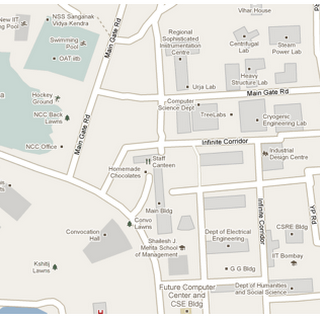 Vihar House
New IIT
ing Pool
NSS Sanganak
Vidya Kendra
Main Gate Rd
Swimming
Pool
OAT.iitb
Regional
Sophisticated
Instrumentation
Centre
Centrifugal
Lab
Steam
Power
Lab
Heavy
Structure Lab
Urja Lab
Main Gate Rd
Hockey
Ground
NCC Back
Lawns
NCC Office
Main Gate Rd
Computer
Science Dept
TreeLabs
Cryogenic
Engineering
Lab
Infinite Corridor
Staff
Canteen
Homemade
Chocolates
Industrial
Design Centre
Main Bldg
Convo
Lawns
Infinite Corridor
YP Rd
Convocation
Hall
Shailesh J.
Mehta School
of Management
Dept of Electrical
Engineering
CSRE Bldg
IIT Bombay
G G Bldg
Kshitij
Lawns
Future Computer
Center and
CSE Bldg
Dept of Humanities
and Social Science
H